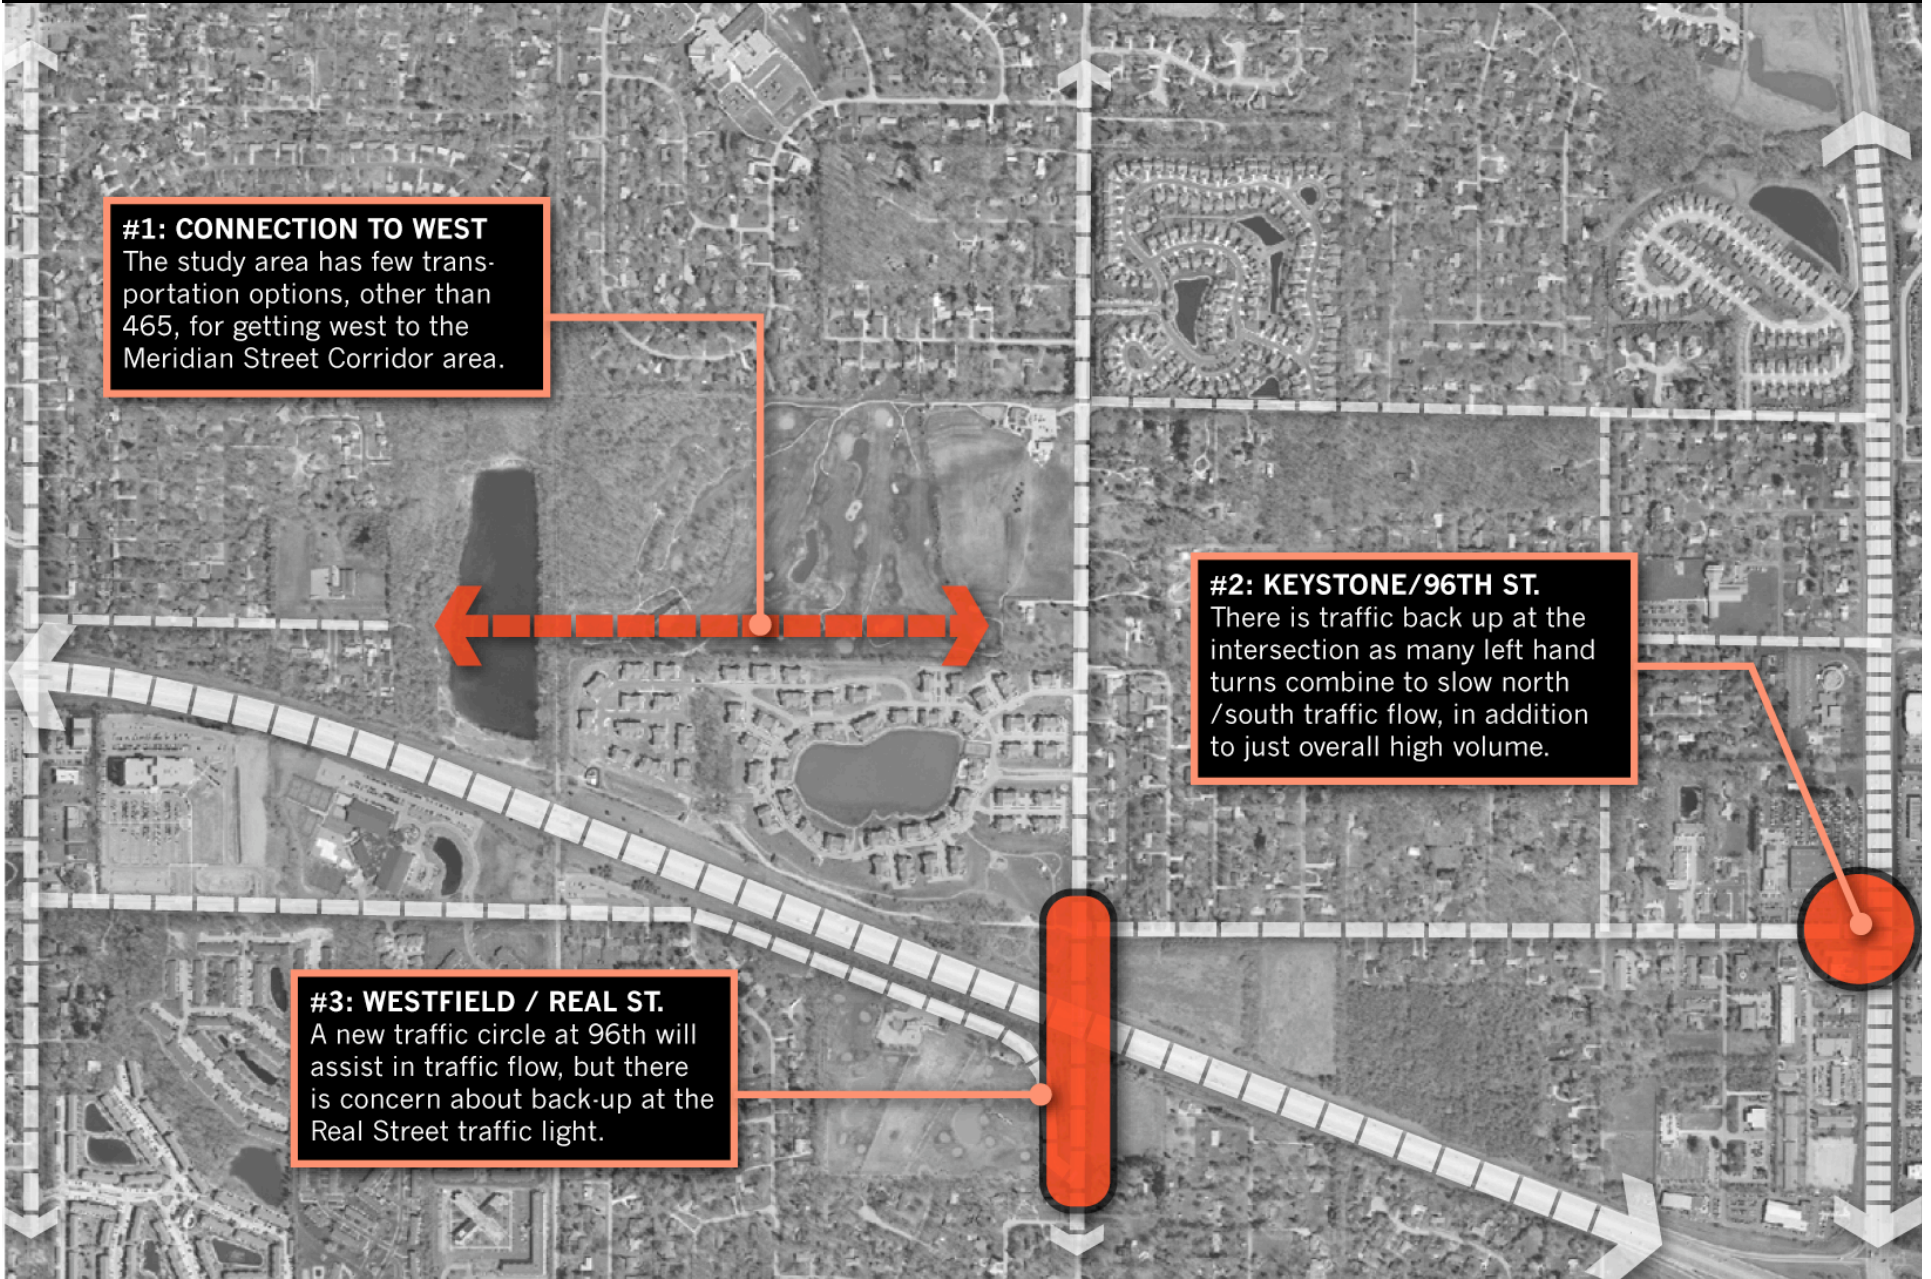 #1: CONNECTION TO WEST
The study area has few trans-
portation options, other than
465, for getting west to the
Meridian Street Corridor area.
#2: KEYSTONE/96TH ST.
There is traffic back up at the
intersection as many left hand
turns combine to slow north
/south traffic flow, in addition
to just overall high volume.
#3: WESTFIELD / REAL ST.
A new traffic circle at 96th will
assist in traffic flow, but there
is concern about back-up at the
Real Street traffic light.